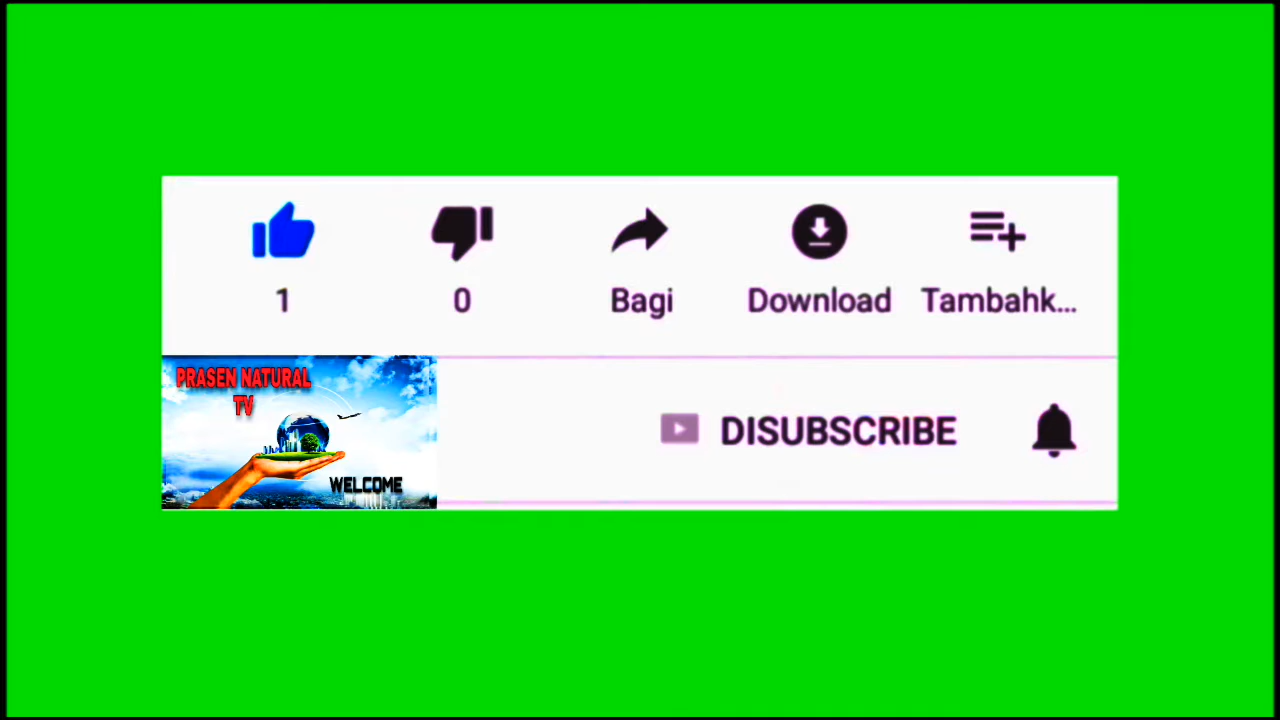 1
0
Bagi
Download
Tambahk...
PRASEN NATURAL
TV
WELCOME
DISUBSCRIBE